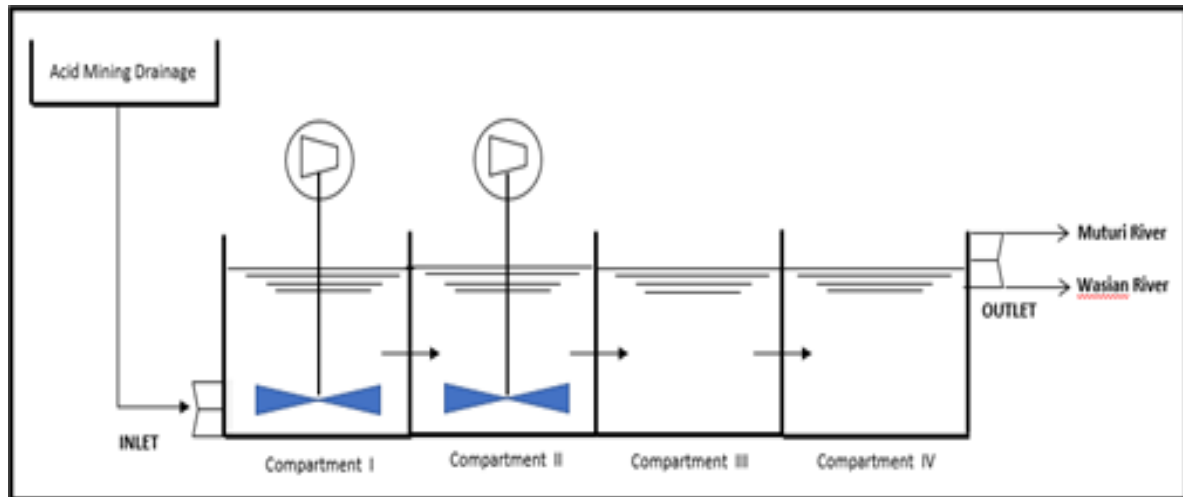 Acid Mining Drainage
Muturi River
Wasian River
OUTLET
INLET
Compartment I
Compartment II
Compartment III
Compartment IV